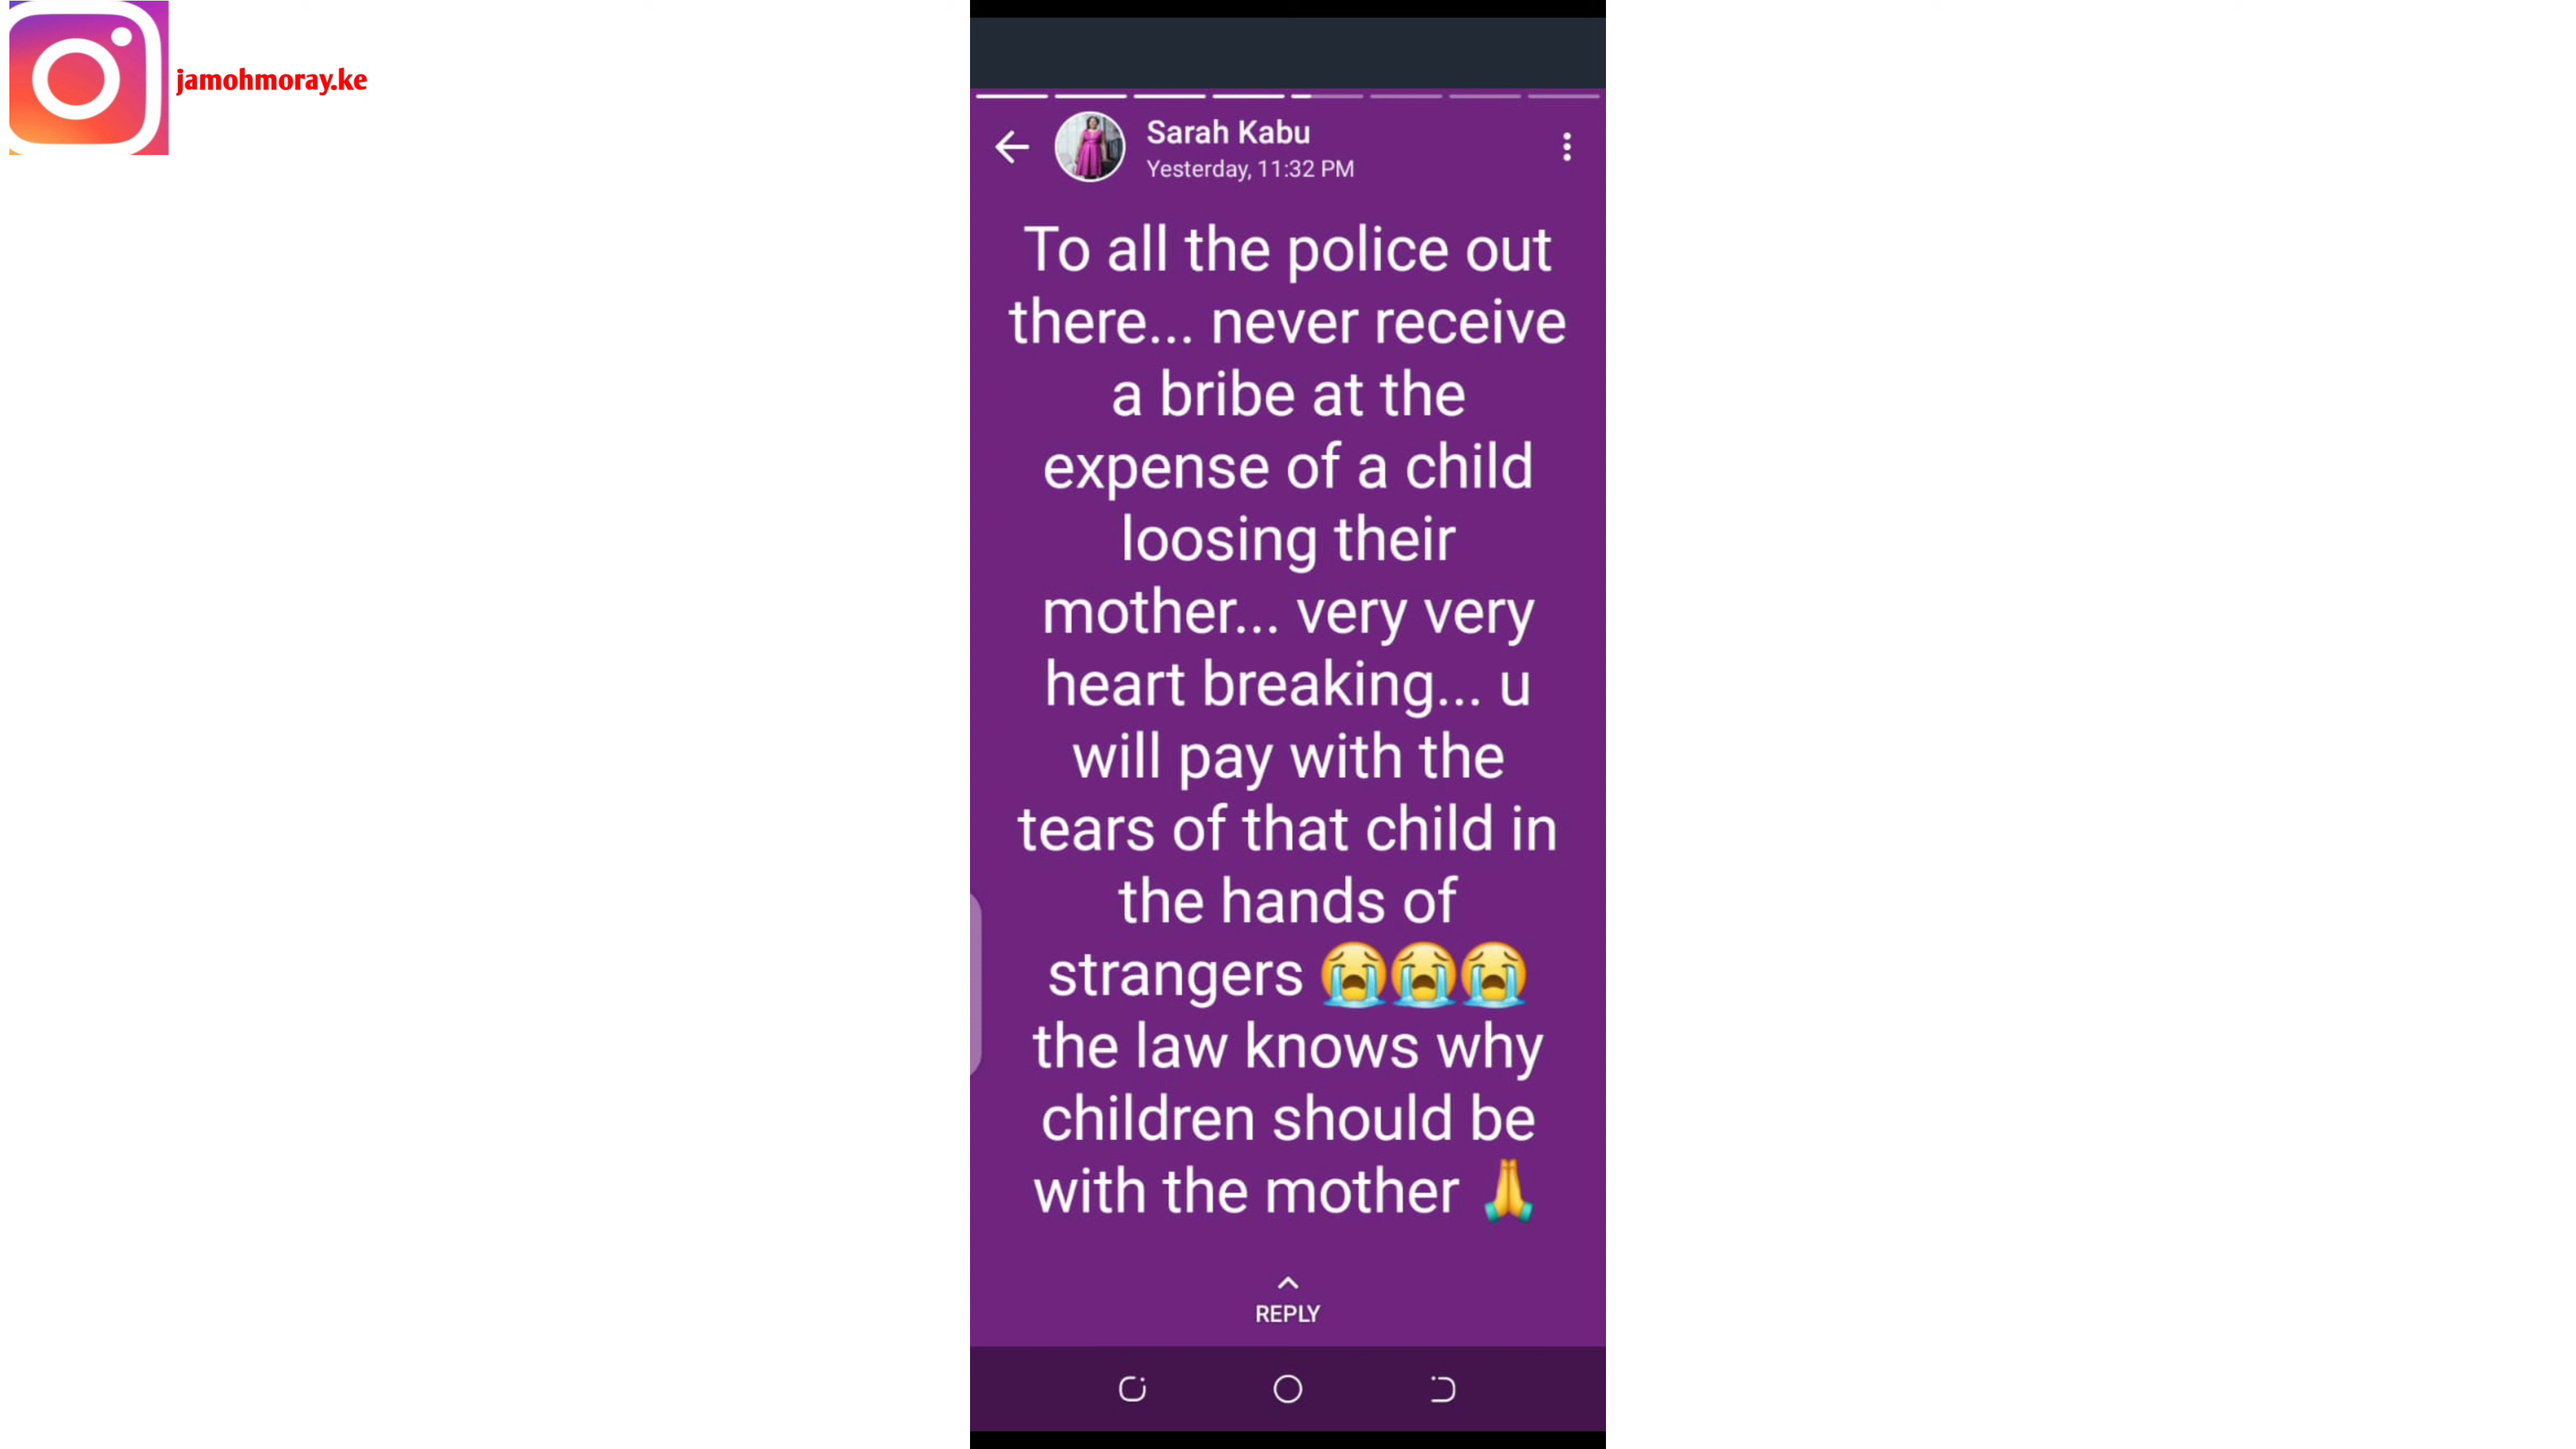 jamohmoray.ke
Sarah Kabu
Yesterday, 11:32 PM
To all the police out
there... never receive
a bribe at the
expense of a child
loosing their
mother... very very
heart breaking... u
will pay with the
tears of that child in
the hands of
strangers 😭😭😭
the law knows why
children should be
with the mother 🙏
REPLY